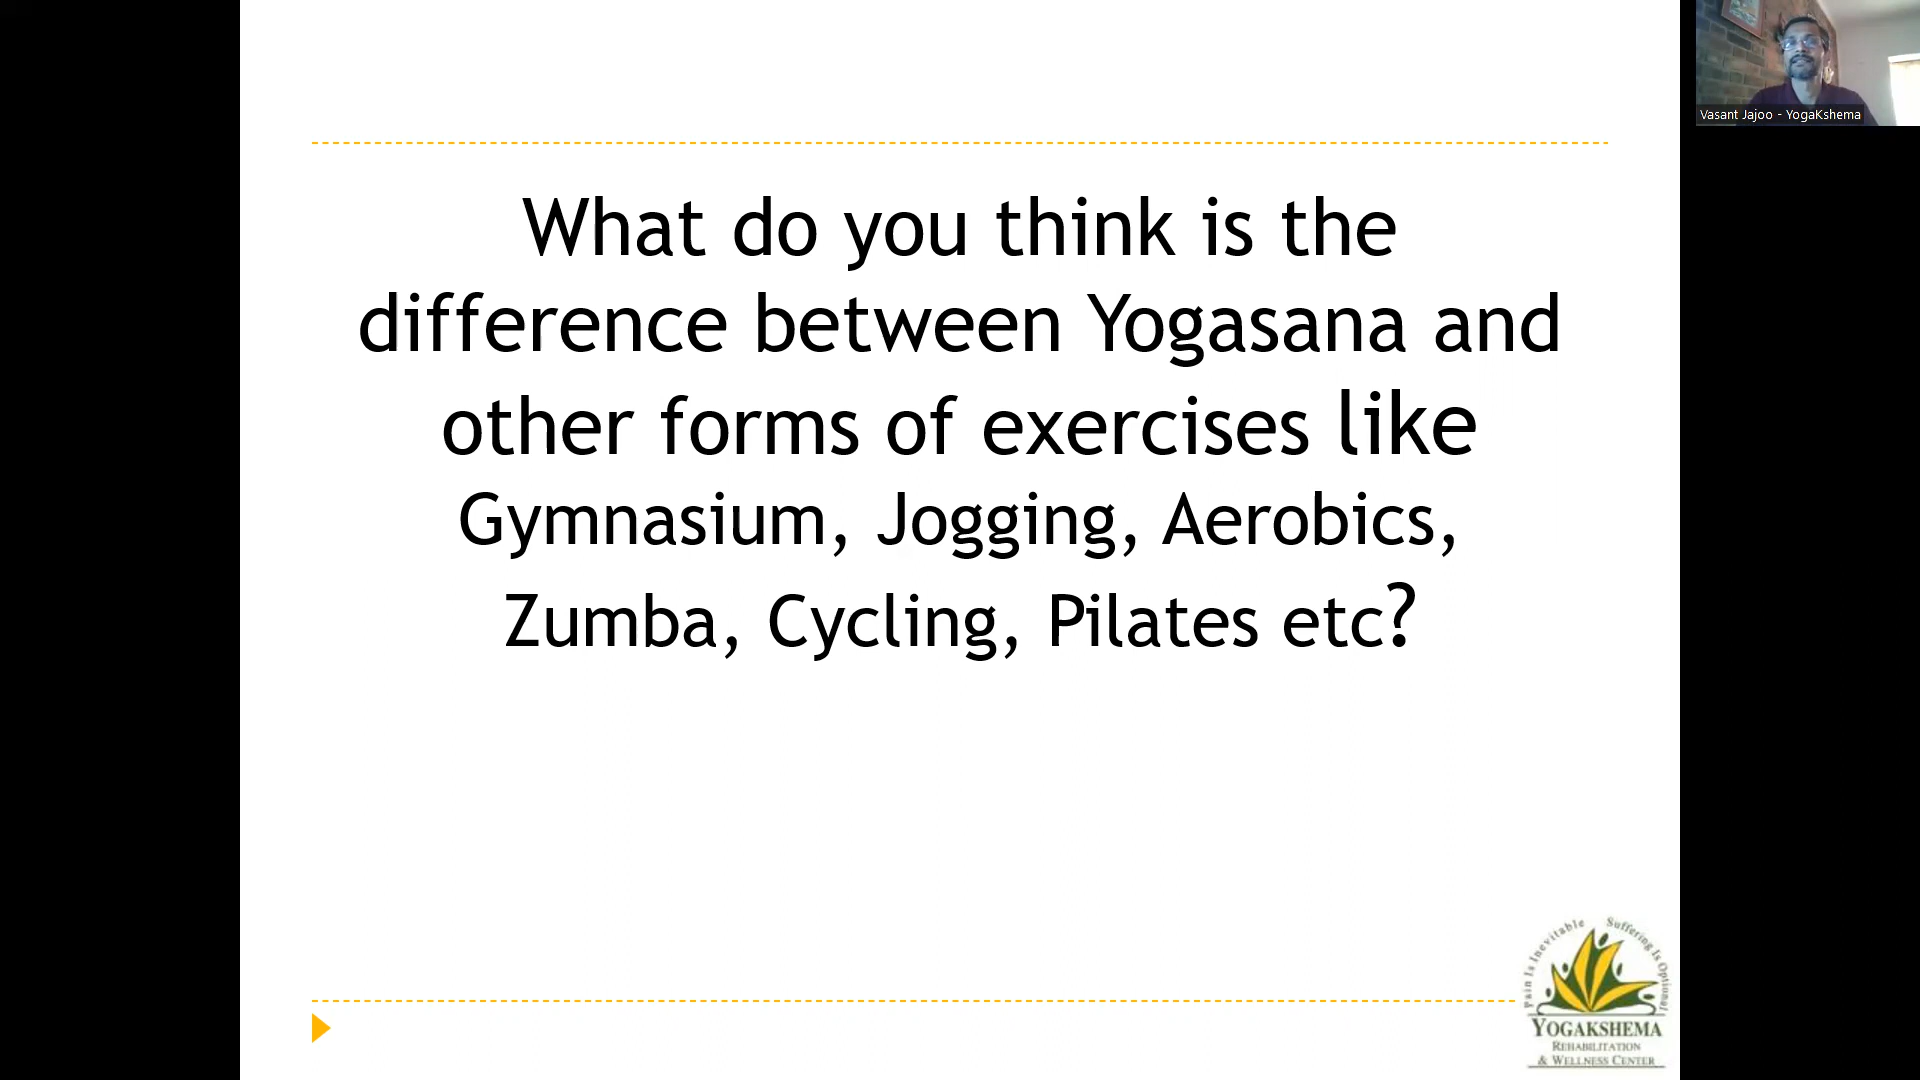 Vasant Jajoo - YogaKshema
What do you think is the
difference between Yogasana and
other forms of exercises like
Gymnasium, Jogging, Aerobics,
Zumba, Cycling, Pilates etc?
Pain Is Inevitable Suffering Is Optional
YOGAKSHEMA
REHABILITATION
& WELLNESS CENTER